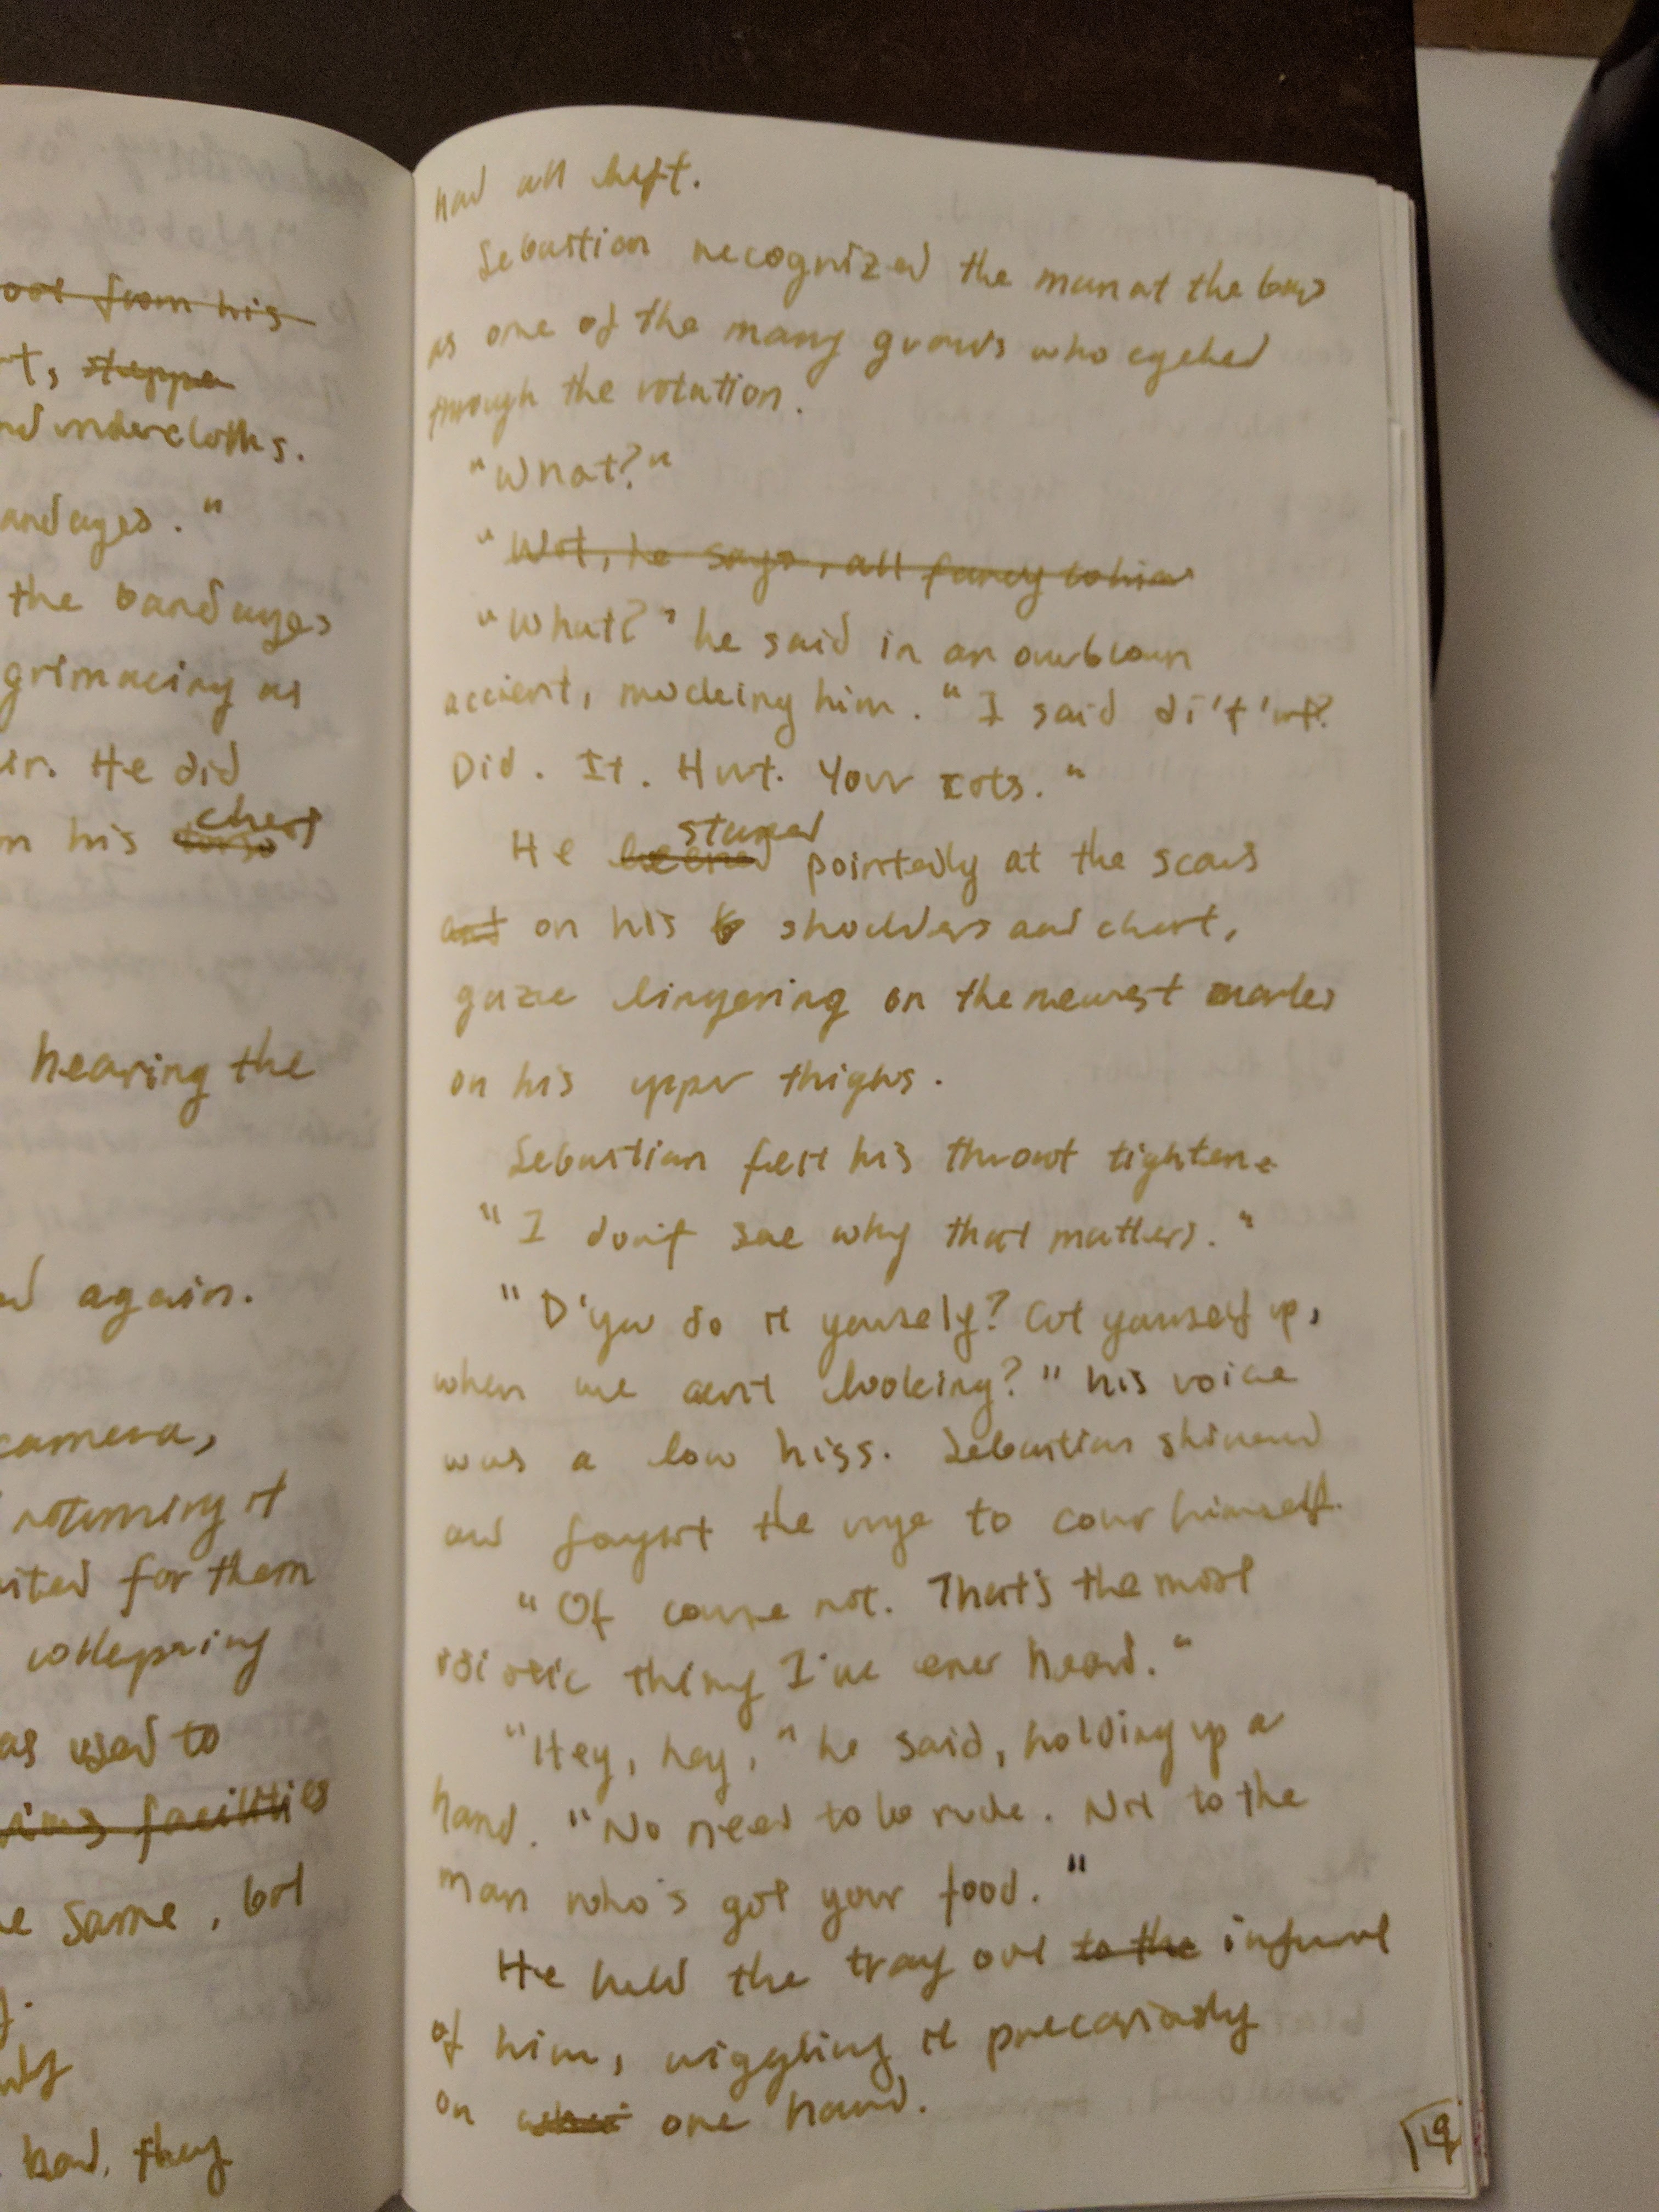 oot from his
t, steppe
nd undercloths.
andages."
the bandages
grimacing as
er. He did
chest
on his torso
hearing the
d again.
camera,
returning it
ited for them
collapsing
as used to
facilities
e same, but
had, they
had all left.
Sebastian recognized the man at the bars
as one of the many guards who cycled
through the rotation.
"What?"
"Wot, he says, all fancy
"What?" he said in an overblown
accent, mocking him. "I said di't 'urt?
Did. It. Hurt. Your cuts."
stared
He leered pointedly at the scars
and on his shoulders and chest,
gaze lingering on the newest marks
on his upper thighs.
Sebastian felt his throat tighten.
"I don't see why that matters."
"D'you do it yourself? Cut yourself up,
when we ain't looking?" his voice
was a low hiss. Sebastian shivered
and fought the urge to cover himself.
"Of course not. That's the most
idiotic thing I've ever heard."
"Hey, hey," he said, holding up a
hand. "No need to be rude. Not to the
man who's got your food."
He held the tray out to the in front
of him, wiggling it precariously
on one hand.
19